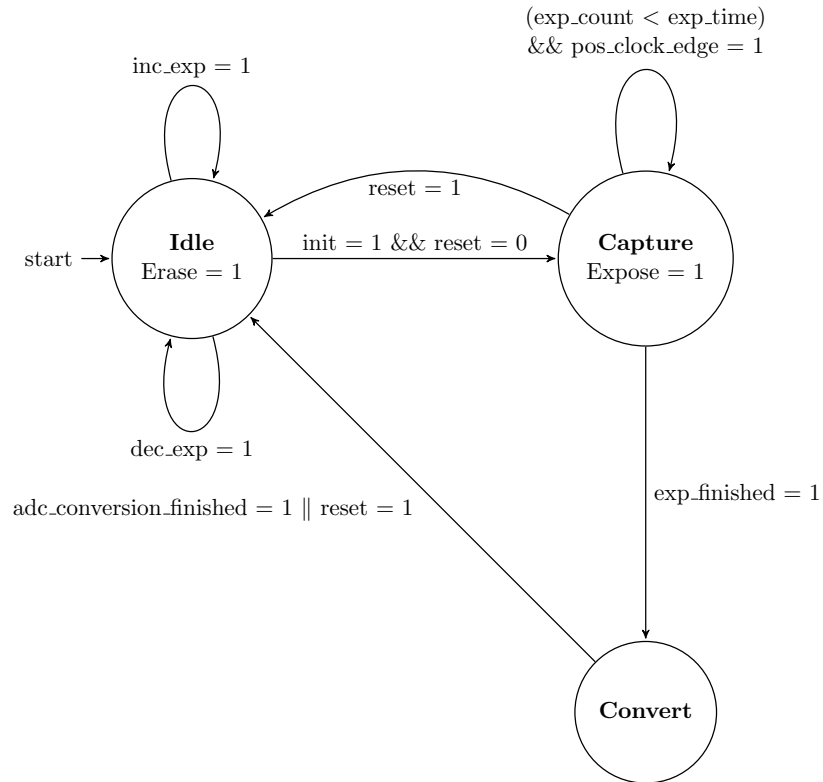 (exp_count < exp_time)
&& pos_clock_edge = 1
inc_exp = 1
reset = 1
start
Idle
Erase = 1
init = 1 && reset = 0
Capture
Expose = 1
dec_exp = 1
adc_conversion_finished = 1 ∥ reset = 1
exp_finished = 1
Convert